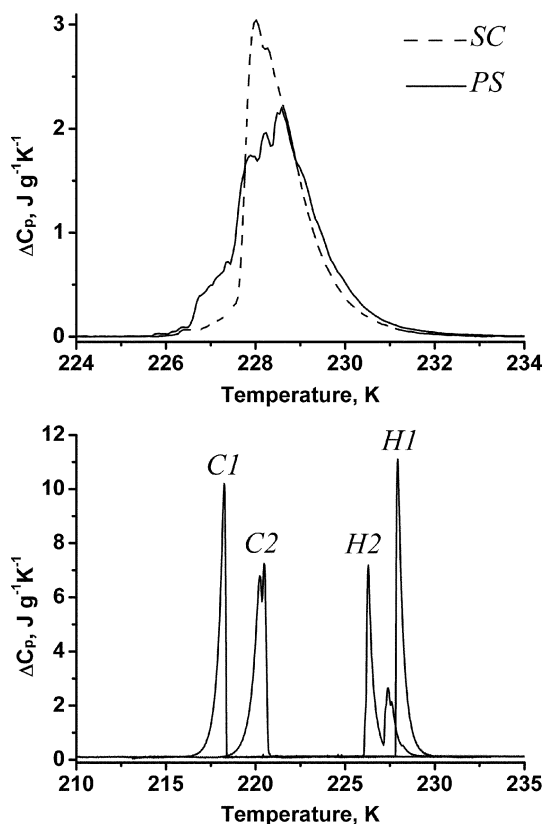 3
2
1
0
ΔCp, J g-1K-1
SC
PS
224 226 228 230 232 234
Temperature, K
12
10
8
6
4
2
0
ΔCp, J g-1K-1
C1
C2
H2
H1
210 215 220 225 230 235
Temperature, K